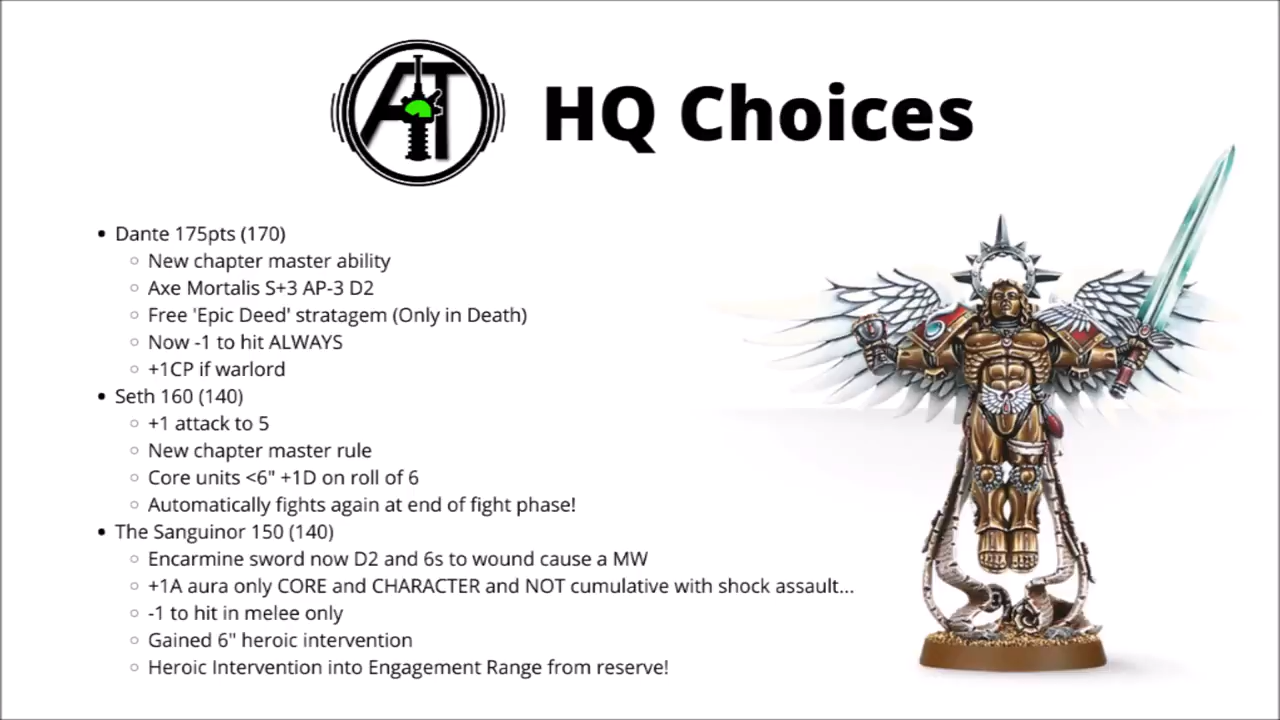 AT
HQ Choices
• Dante 175pts (170)
◦ New chapter master ability
◦ Axe Mortalis S+3 AP-3 D2
◦ Free 'Epic Deed' stratagem (Only in Death)
◦ Now -1 to hit ALWAYS
◦ +1CP if warlord
• Seth 160 (140)
◦ +1 attack to 5
◦ New chapter master rule
◦ Core units <6" +1D on roll of 6
◦ Automatically fights again at end of fight phase!
• The Sanguinor 150 (140)
◦ Encarmine sword now D2 and 6s to wound cause a MW
◦ +1A aura only CORE and CHARACTER and NOT cumulative with shock assault...
◦ -1 to hit in melee only
◦ Gained 6" heroic intervention
◦ Heroic Intervention into Engagement Range from reserve!